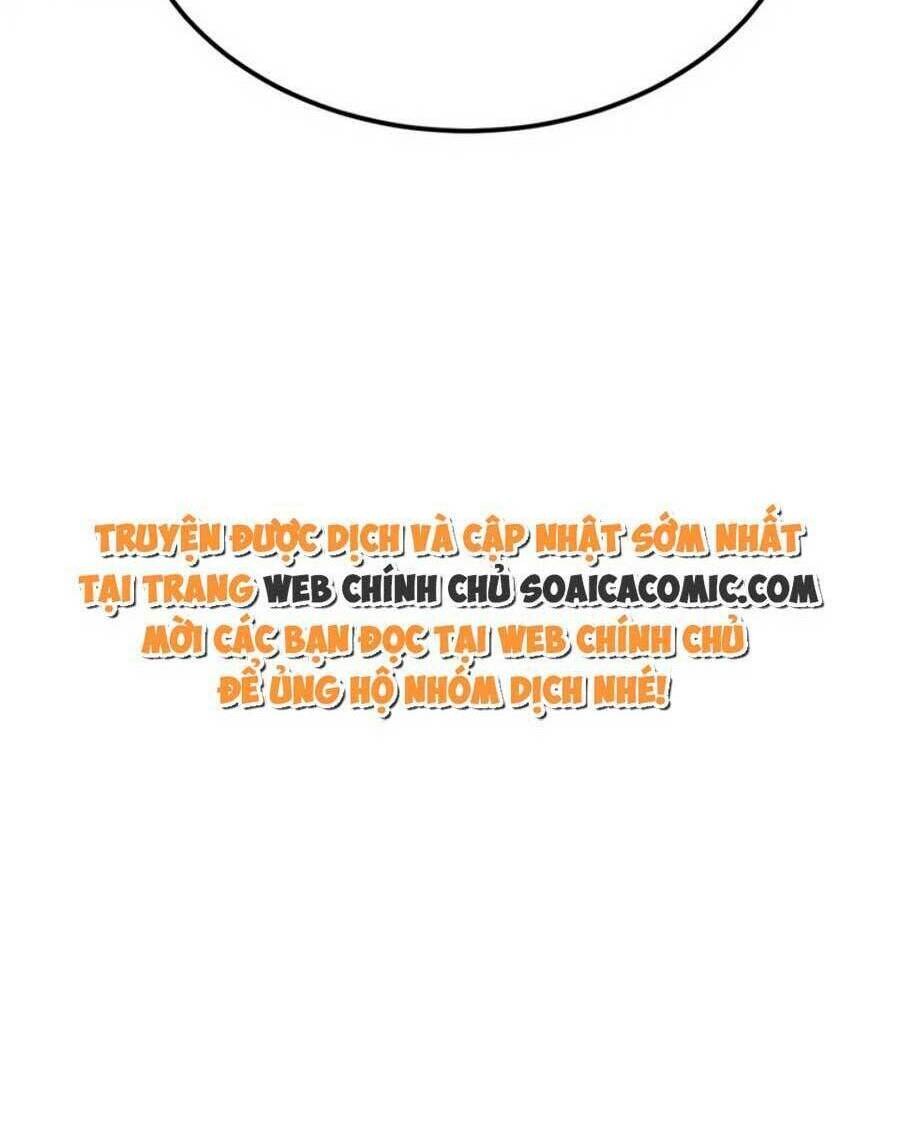 TRUYỆN ĐƯỢC DỊCH VÀ CẬP NHẬT SỚM NHẤT
TẠI TRANG WEB CHÍNH CHỦ SOAICACOMIC.COM
MỜI CÁC BẠN ĐỌC TẠI WEB CHÍNH CHỦ
ĐỂ ỦNG HỘ NHÓM DỊCH NHÉ!